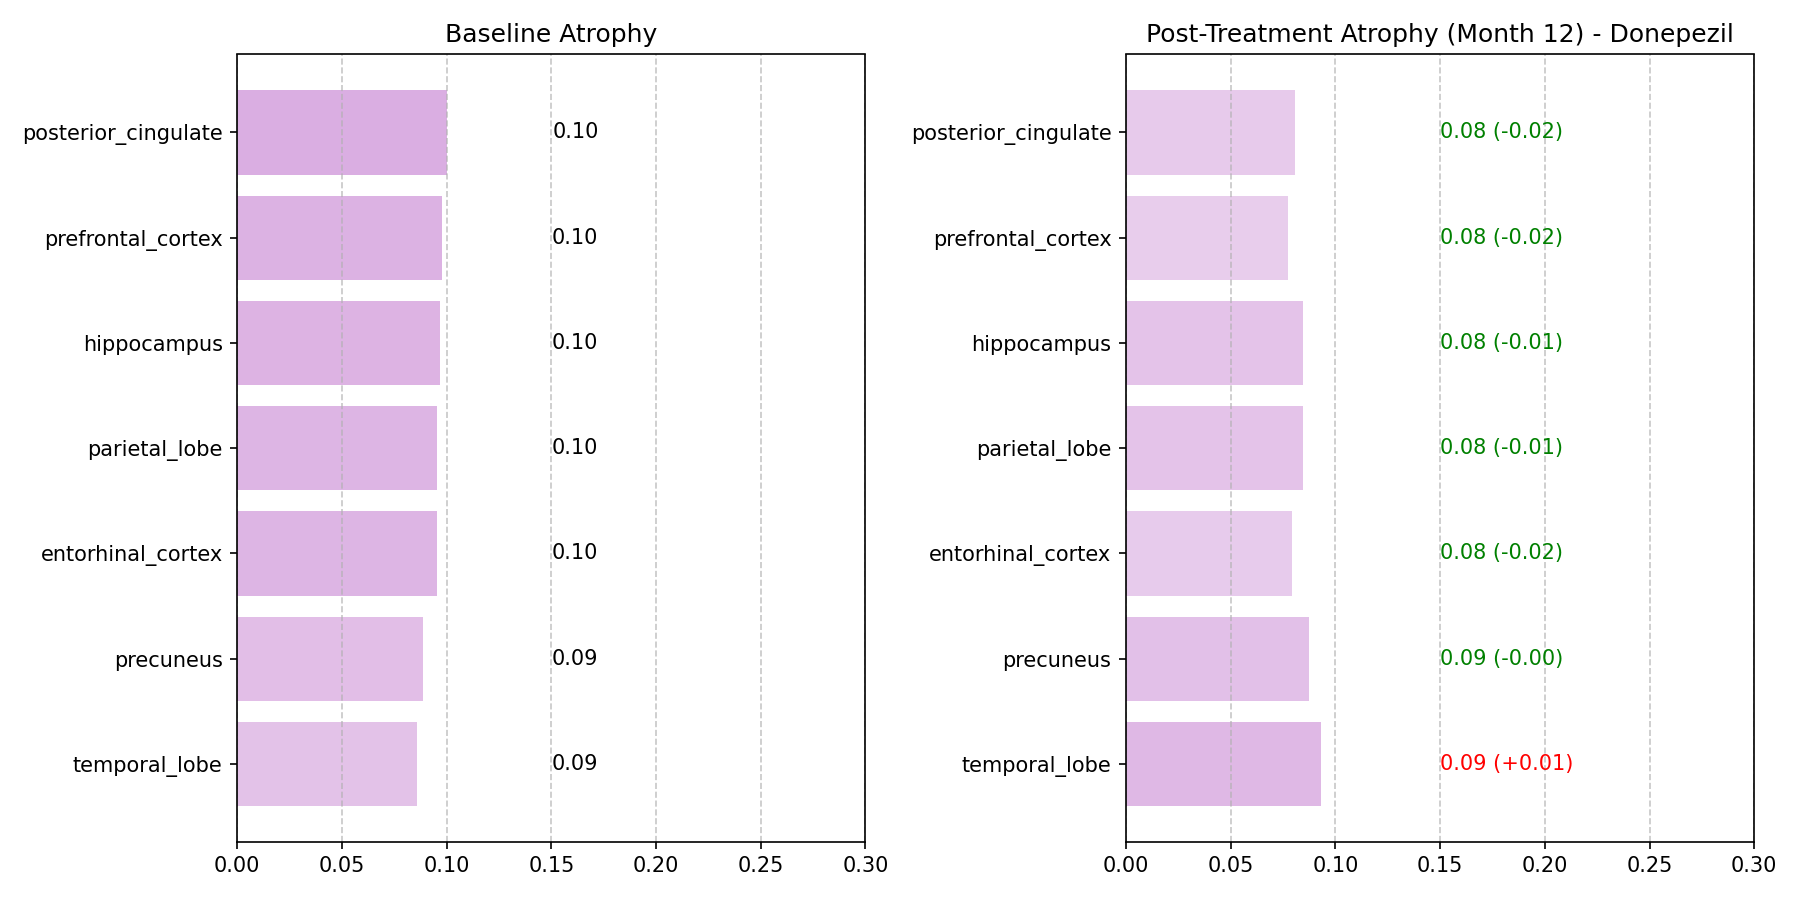 Baseline Atrophy
posterior_cingulate
0.10
prefrontal_cortex
0.10
hippocampus
0.10
parietal_lobe
0.10
entorhinal_cortex
0.10
precuneus
0.09
temporal_lobe
0.09
0.00 0.05 0.10 0.15 0.20 0.25 0.30
Post-Treatment Atrophy (Month 12) - Donepezil
posterior_cingulate
0.08 (-0.02)
prefrontal_cortex
0.08 (-0.02)
hippocampus
0.08 (-0.01)
parietal_lobe
0.08 (-0.01)
entorhinal_cortex
0.08 (-0.02)
precuneus
0.09 (-0.00)
temporal_lobe
0.09 (+0.01)
0.00 0.05 0.10 0.15 0.20 0.25 0.30